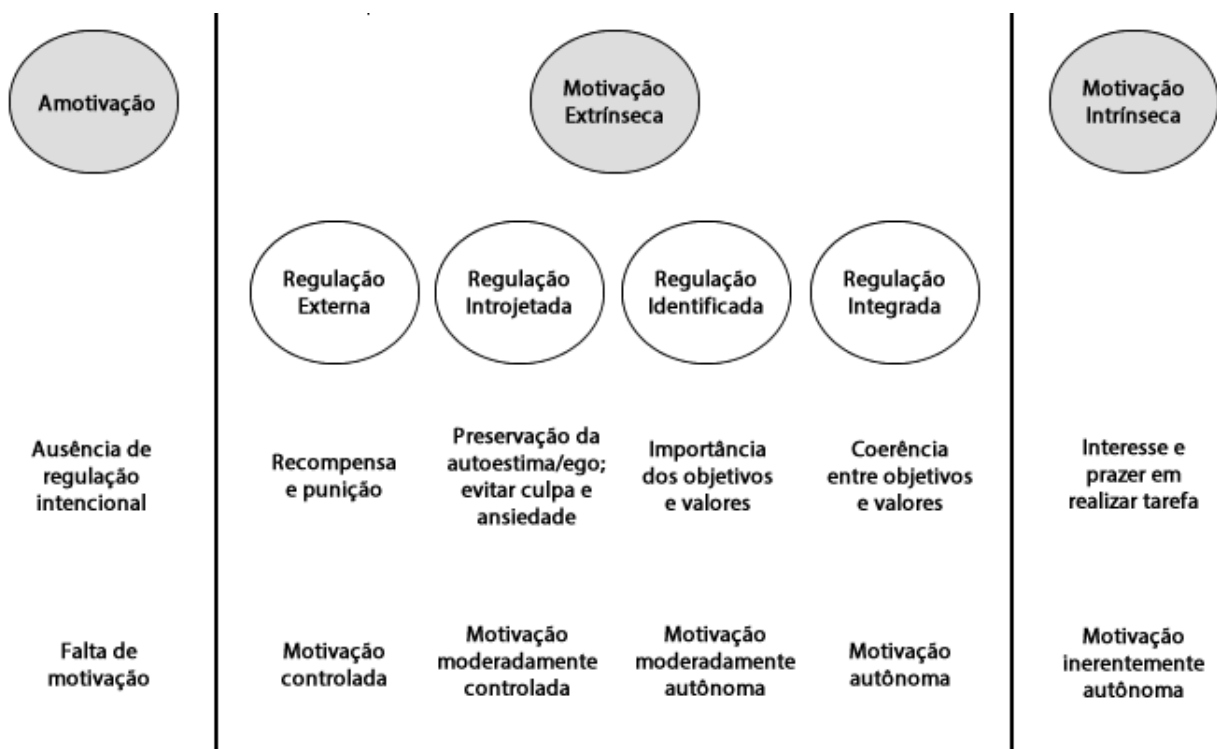 Amotivação
Motivação
Extrínseca
Motivação
Intrínseca
Regulação
Externa
Regulação
Introjetada
Regulação
Identificada
Regulação
Integrada
Ausência de
regulação
intencional
Recompensa
e punição
Preservação da
autoestima/ego;
evitar culpa e
ansiedade
Importância
dos objetivos
e valores
Coerência
entre objetivos
e valores
Interesse e
prazer em
realizar tarefa
Falta de
motivação
Motivação
controlada
Motivação
moderadamente
controlada
Motivação
moderadamente
autônoma
Motivação
autônoma
Motivação
inerentemente
autônoma